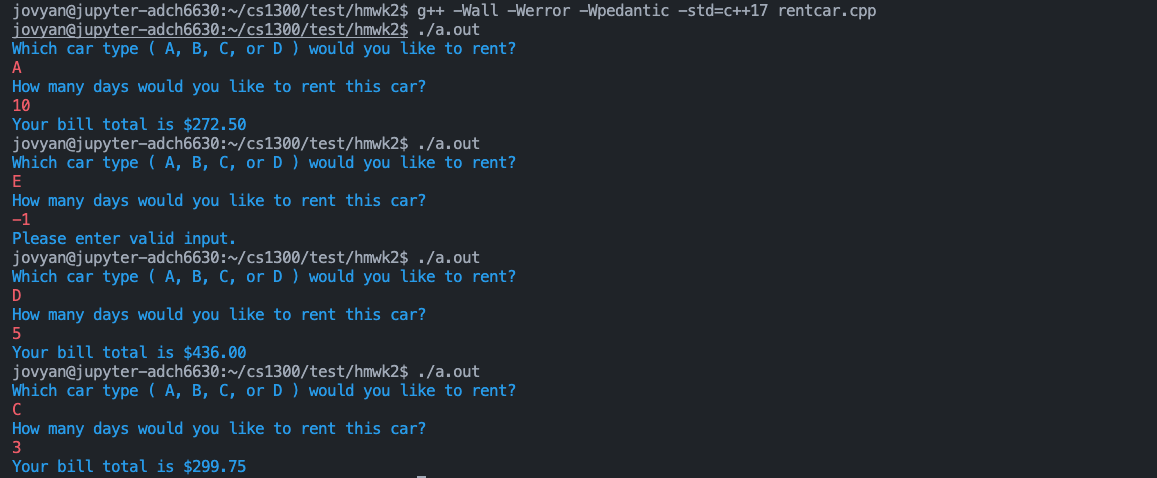 jovyan@jupyter-adch6630:~/cs1300/test/hmwk2$ g++ -Wall -Werror -Wpedantic -std=c++17 rentcar.cpp
jovyan@jupyter-adch6630:~/cs1300/test/hmwk2$ ./a.out
Which car type ( A, B, C, or D ) would you like to rent?
A
How many days would you like to rent this car?
10
Your bill total is $272.50
jovyan@jupyter-adch6630:~/cs1300/test/hmwk2$ ./a.out
Which car type ( A, B, C, or D ) would you like to rent?
E
How many days would you like to rent this car?
-1
Please enter valid input.
jovyan@jupyter-adch6630:~/cs1300/test/hmwk2$ ./a.out
Which car type ( A, B, C, or D ) would you like to rent?
D
How many days would you like to rent this car?
5
Your bill total is $436.00
jovyan@jupyter-adch6630:~/cs1300/test/hmwk2$ ./a.out
Which car type ( A, B, C, or D ) would you like to rent?
C
How many days would you like to rent this car?
3
Your bill total is $299.75